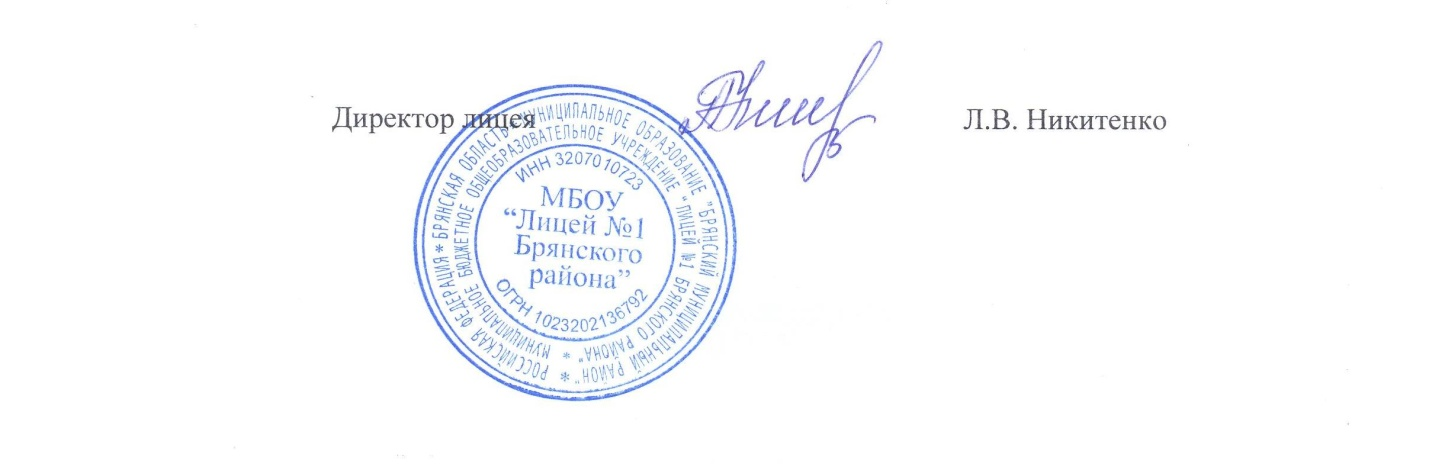 Директор лицея Л.В. Никитенко
* РОССИЙСКАЯ ФЕДЕРАЦИЯ * БРЯНСКАЯ ОБЛАСТЬ * МУНИЦИПАЛЬНОЕ ОБРАЗОВАНИЕ "БРЯНСКИЙ МУНИЦИПАЛЬНЫЙ РАЙОН"
* МУНИЦИПАЛЬНОЕ БЮДЖЕТНОЕ ОБЩЕОБРАЗОВАТЕЛЬНОЕ УЧРЕЖДЕНИЕ "ЛИЦЕЙ №1 БРЯНСКОГО РАЙОНА"
ИНН 3207010723
МБОУ
“Лицей №1
Брянского
района”
ОГРН 1023202136792